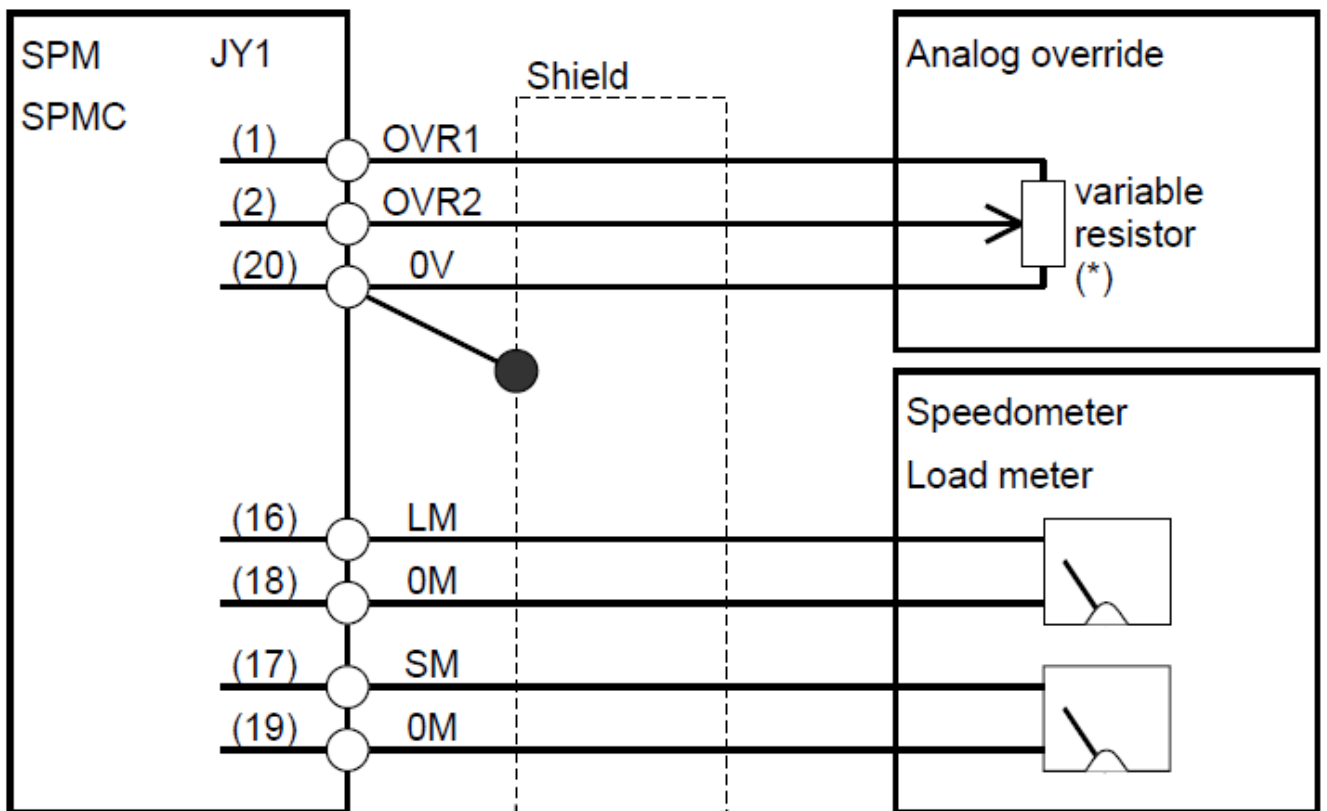 SPM JY1
SPMC
Shield
Analog override
(1) OVR1
(2) OVR2
(20) 0V
variable
resistor
(*)
Speedometer
Load meter
(16) LM
(18) 0M
(17) SM
(19) 0M